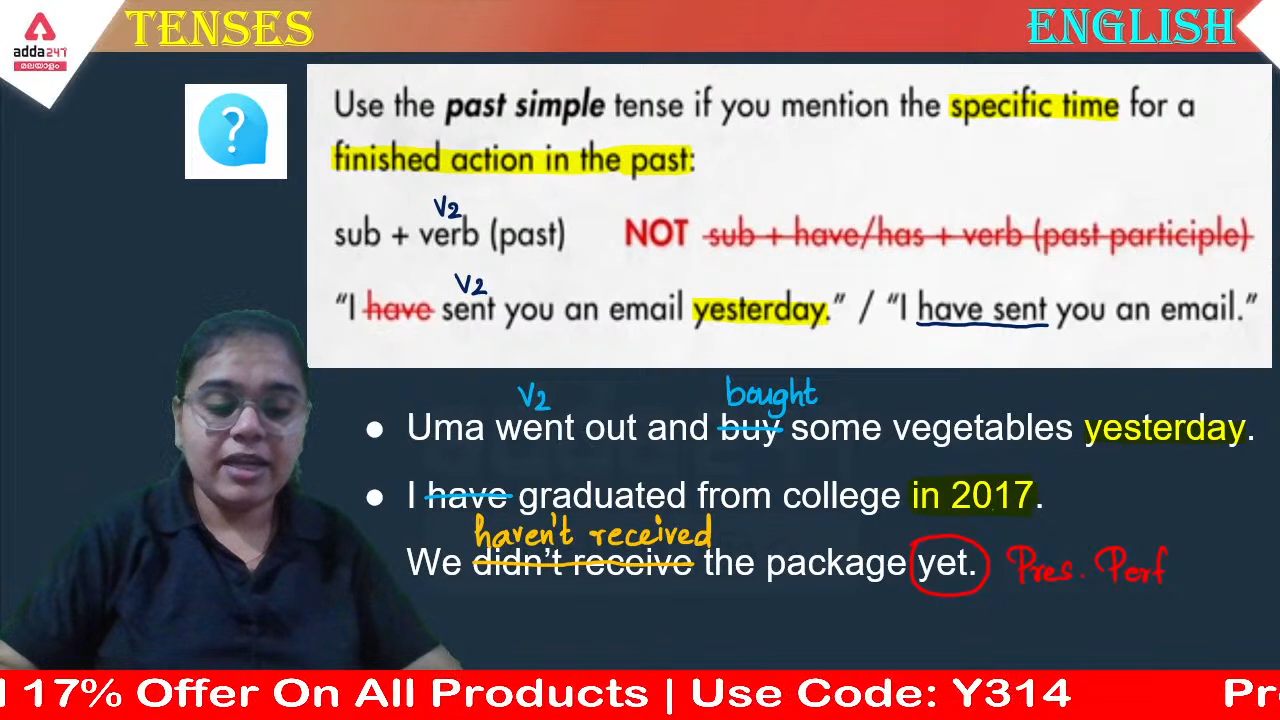 TENSES
ENGLISH
adda247
മലയാളം
?
Use the past simple tense if you mention the specific time for a
finished action in the past:
V2
sub + verb (past) NOT sub + have/has + verb (past participle)
V2
"I have sent you an email yesterday." / "I have sent you an email."
V2 bought
• Uma went out and buy some vegetables yesterday.
• I have graduated from college in 2017.
haven't received
We didn't receive the package yet. Pres. Perf
17% Offer On All Products | Use Code: Y314